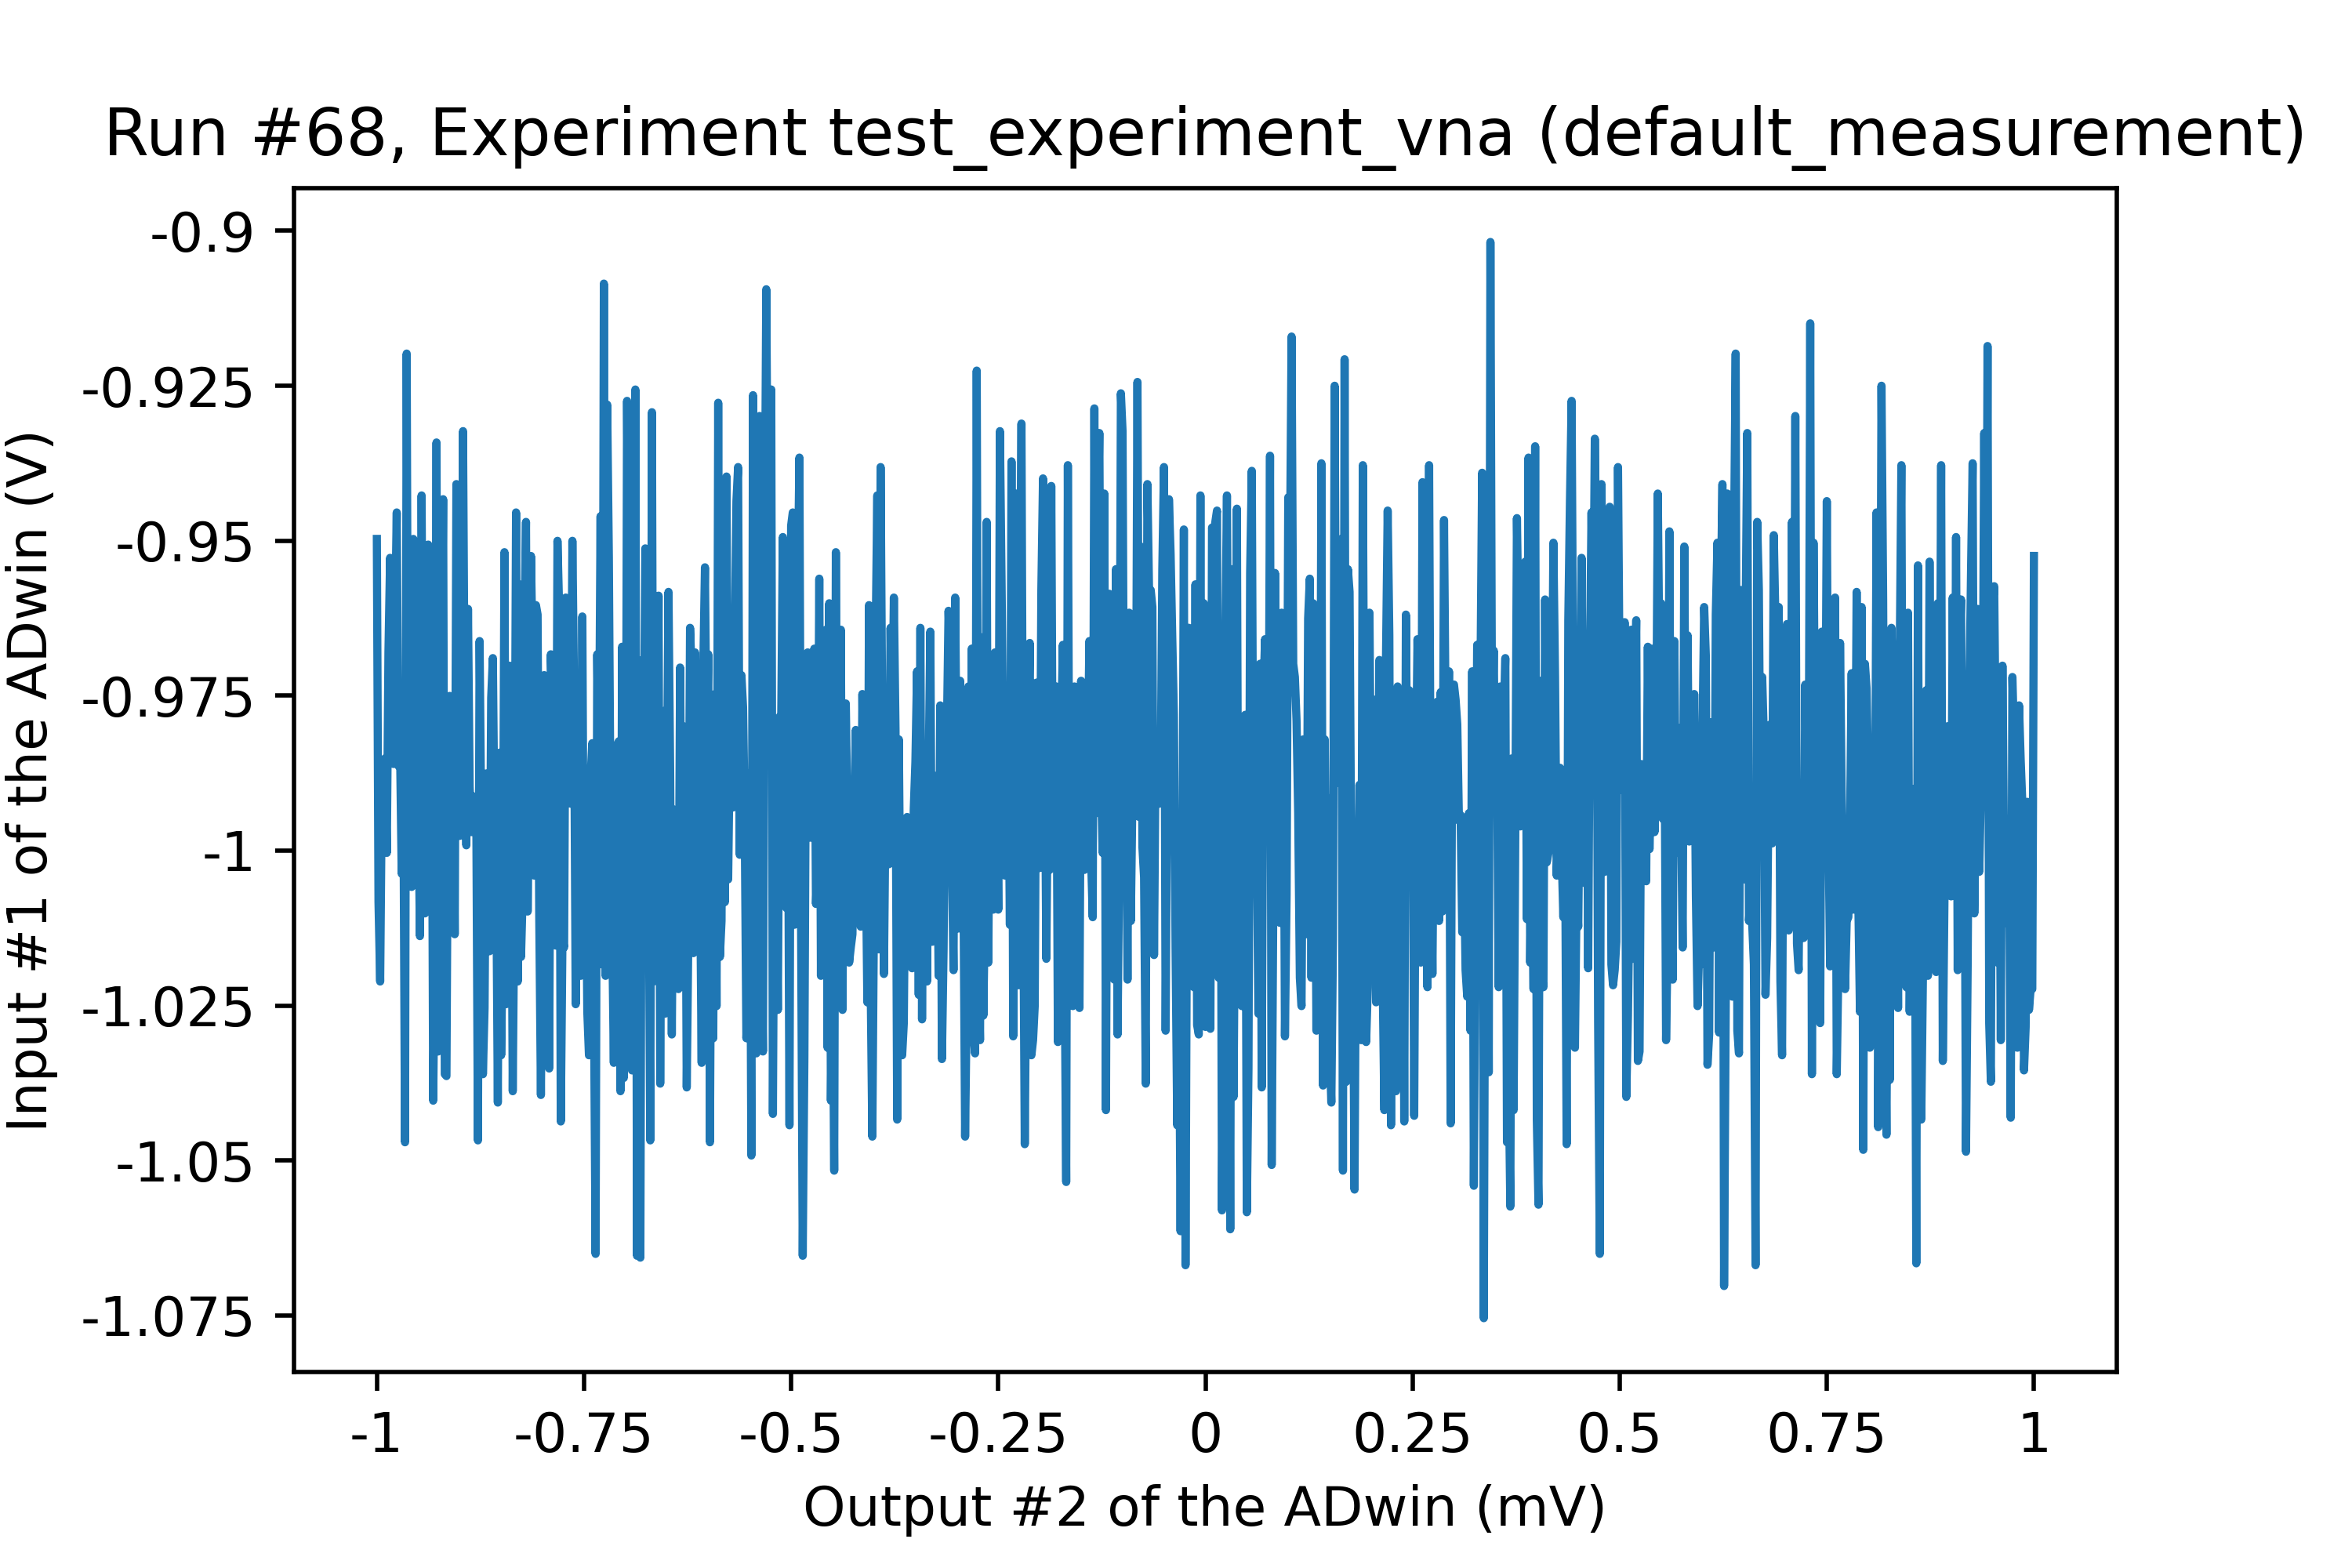 Run #68, Experiment test_experiment_vna (default_measurement)
Input #1 of the ADwin (V)
-0.9
-0.925
-0.95
-0.975
-1
-1.025
-1.05
-1.075
-1 -0.75 -0.5 -0.25 0 0.25 0.5 0.75 1
Output #2 of the ADwin (mV)